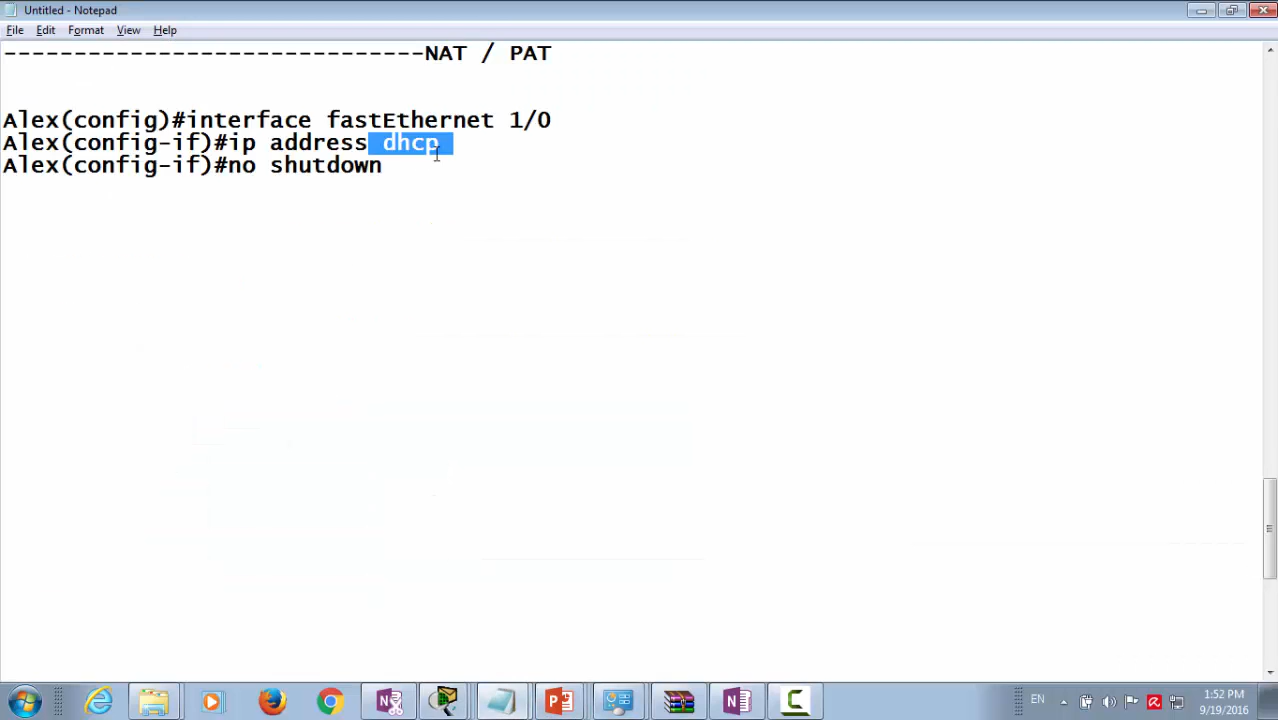 Untitled - Notepad
File Edit Format View Help
------------------------------NAT / PAT
Alex(config)#interface fastEthernet 1/0
Alex(config-if)#ip address dhcp
Alex(config-if)#no shutdown
EN
1:52 PM
9/19/2016